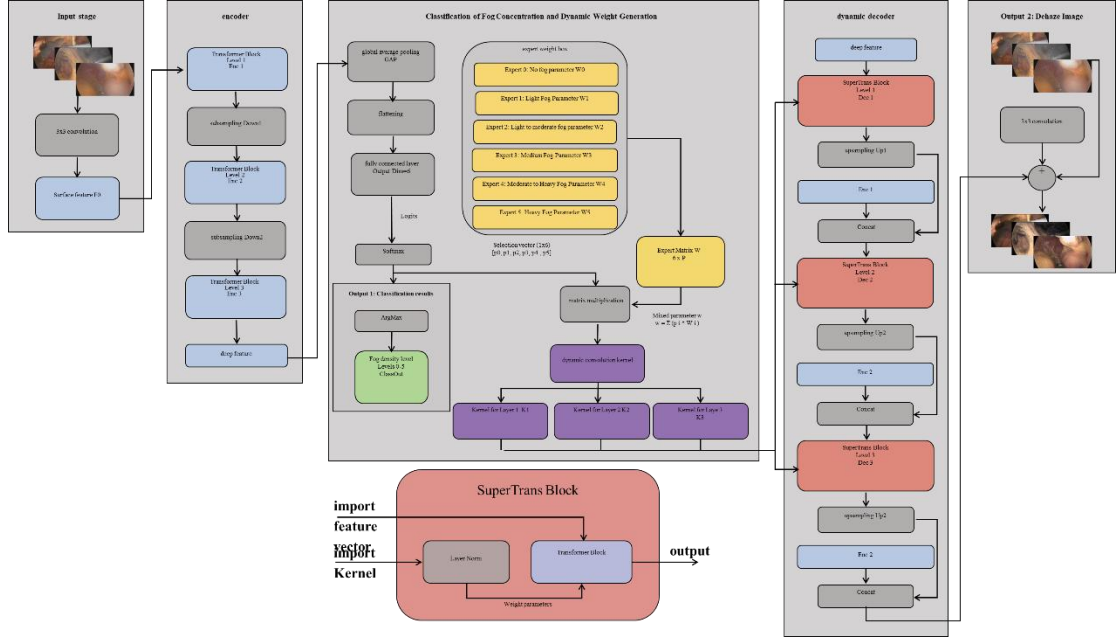 Input stage
3x3 convolution
Surface feature F0
encoder
Transformer Block
Level 1
Enc 1
subsampling Down1
Transformer Block
Level 2
Enc 2
subsampling Down2
Transformer Block
Level 3
Enc 3
deep feature
Classification of Fog Concentration and Dynamic Weight Generation
global average pooling
GAP
flattening
fully connected layer
Output Dim=6
Logits
Softmax
Output 1: Classification results
ArgMax
Fog density level
Levels 0-5
ClassOut
expert weight box
Expert 0: No fog parameter W0
Expert 1: Light Fog Parameter W1
Expert 2: Light to moderate fog parameter W2
Expert 3: Medium Fog Parameter W3
Expert 4: Moderate to Heavy Fog Parameter W4
Expert 5: Heavy Fog Parameter W5
Selection vector (1x6)
[p0, p1, p2, p3, p4, p5]
Expert Matrix W
6 x P
matrix multiplication
Mixed parameter w
w = Σ (p i * W i)
dynamic convolution kernel
Kernel for Layer 1 K1
Kernel for Layer 2 K2
Kernel for Laye 3
K3
dynamic decoder
deep feature
SuperTrans Block
Level 1
Dec 1
upsampling Up1
Enc 1
Concat
SuperTrans Block
Level 2
Dec 2
upsampling Up2
Enc 2
Concat
SuperTrans Block
Level 3
Dec 3
upsampling Up2
Enc 2
Concat
Output 2: Dehaze Image
3x3 convolution
+
SuperTrans Block
import
feature
vector
import
Kernel
Layer Norm
Transformer Block
Weight parameters
output